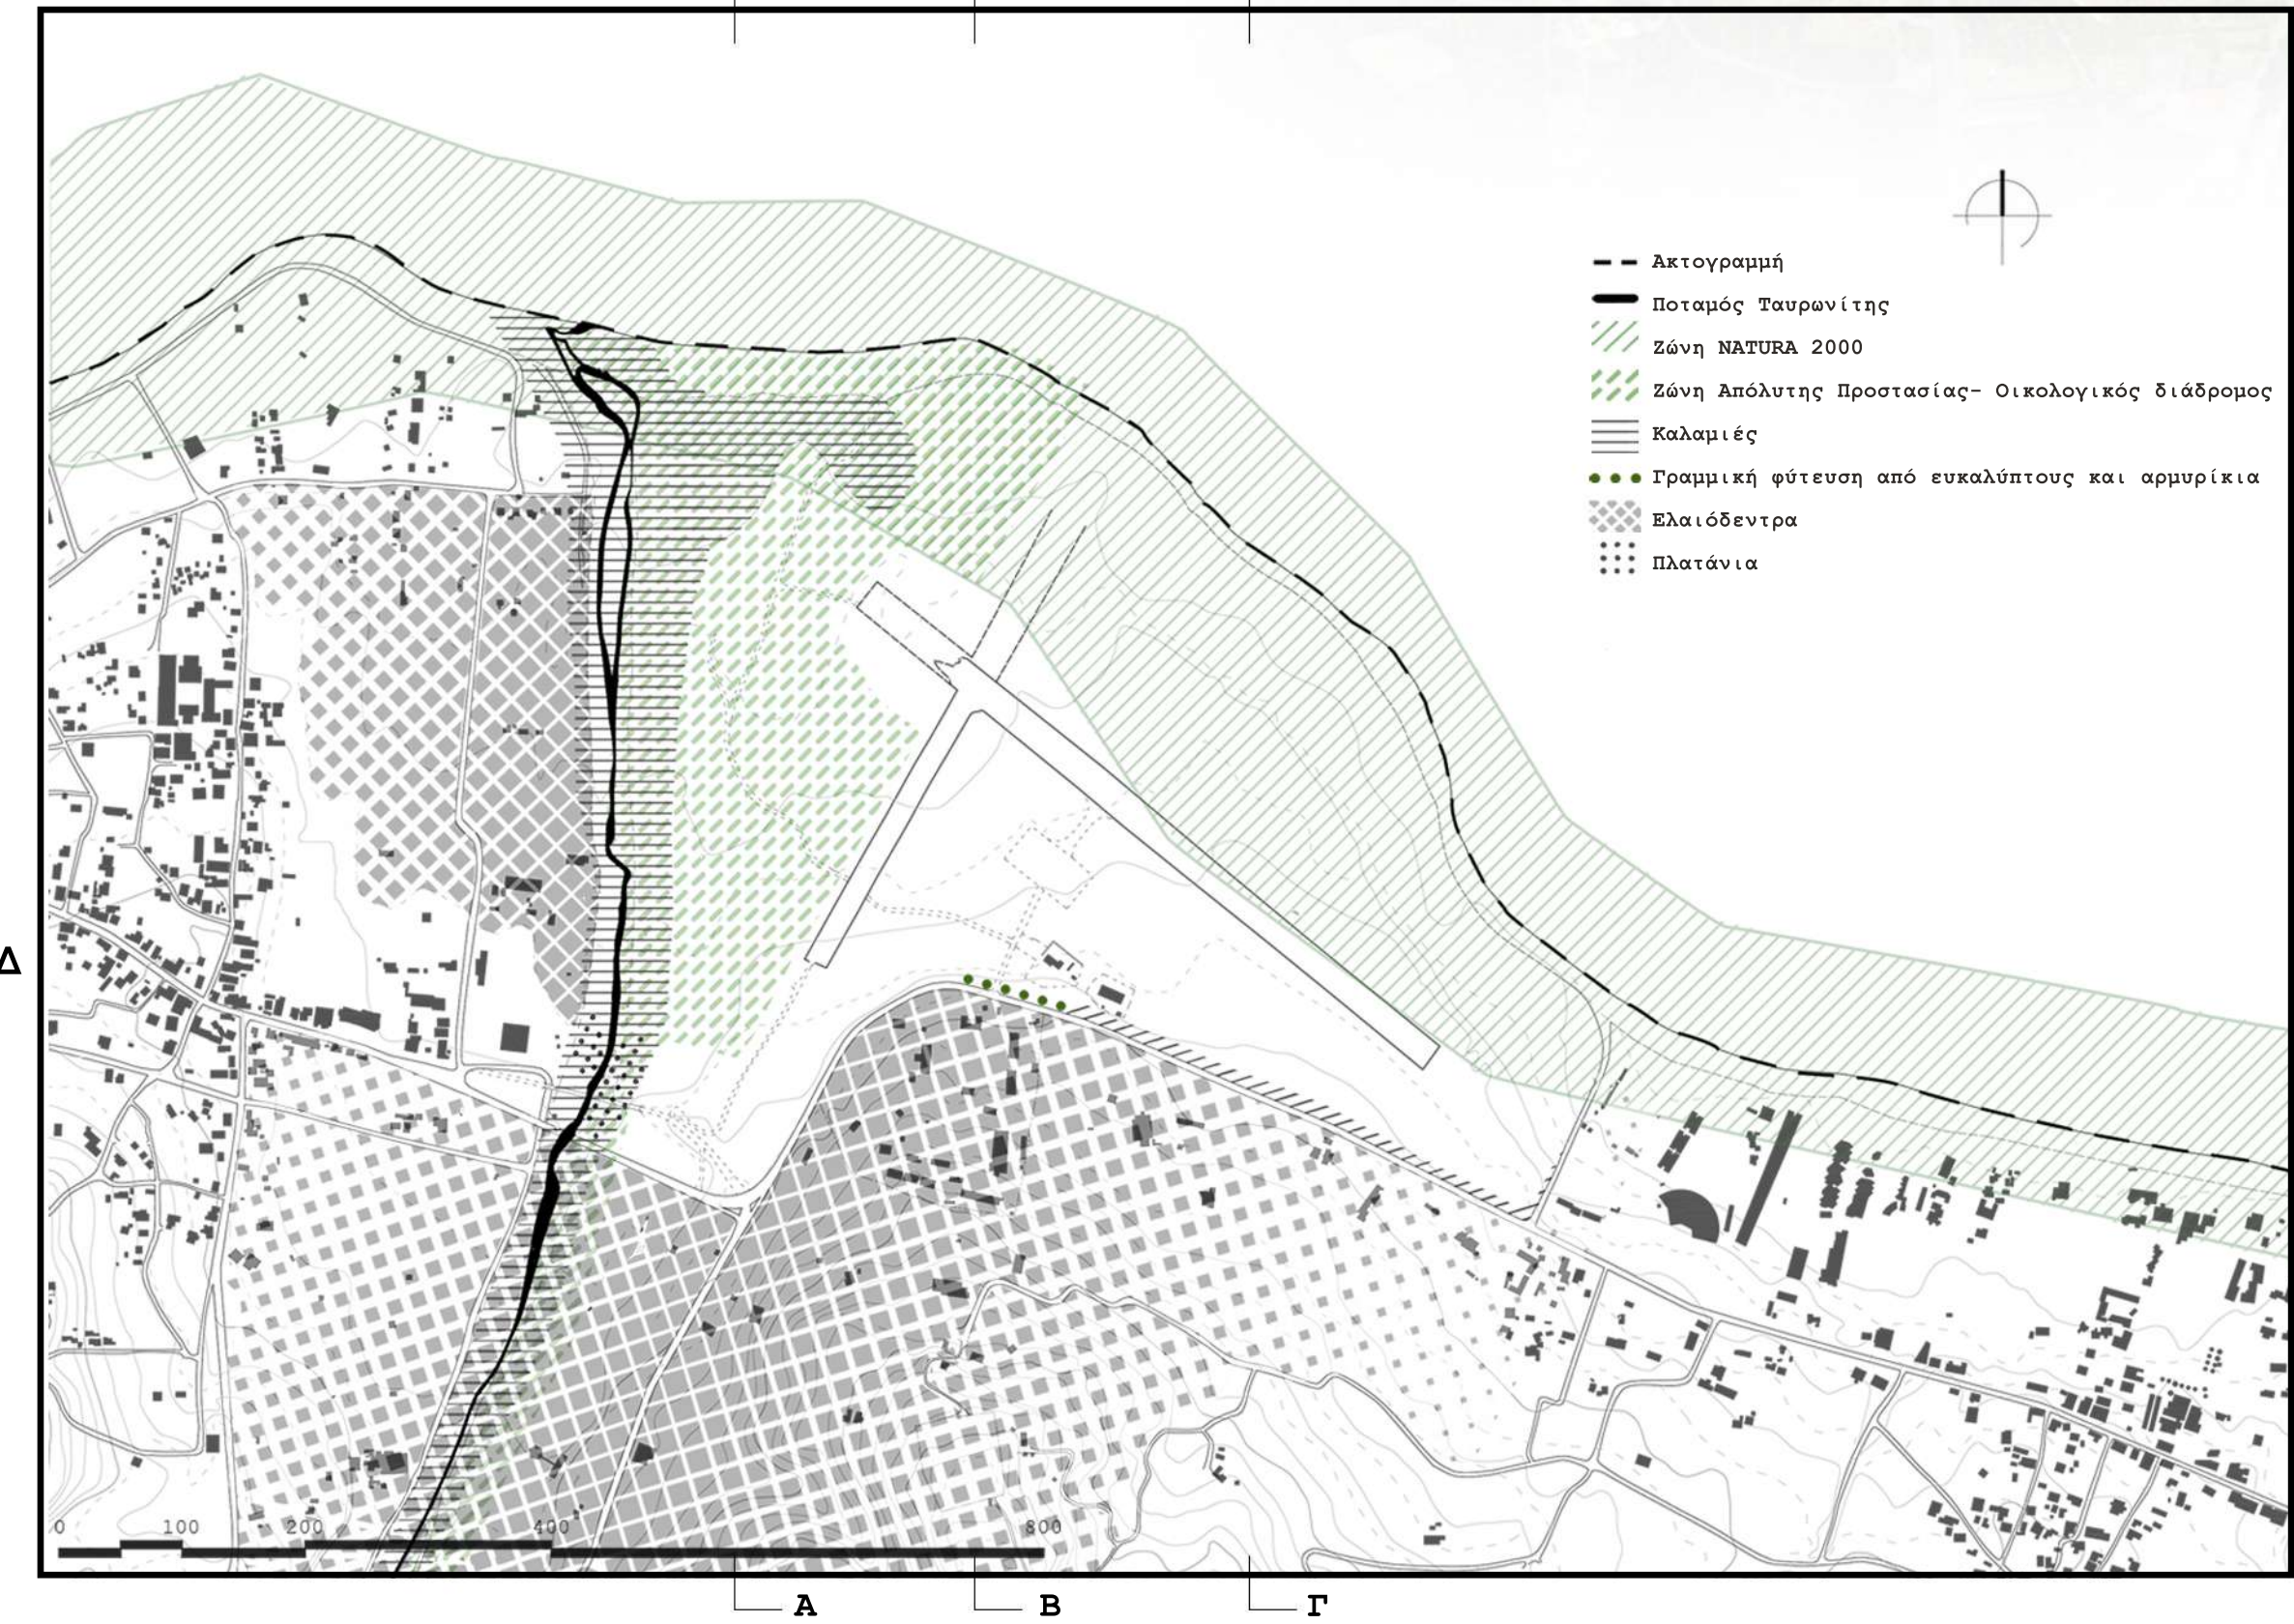 Ακτογραμμή
Ποταμός Ταυρωνίτης
Ζώνη NATURA 2000
Ζώνη Απόλυτης Προστασίας- Οικολογικός διάδρομος
Καλαμιές
Γραμμική φύτευση από ευκαλύπτους και αρμυρίκια
Ελαιόδεντρα
Πλατάνια
Δ
0 100 200 400 800
Α Β Γ